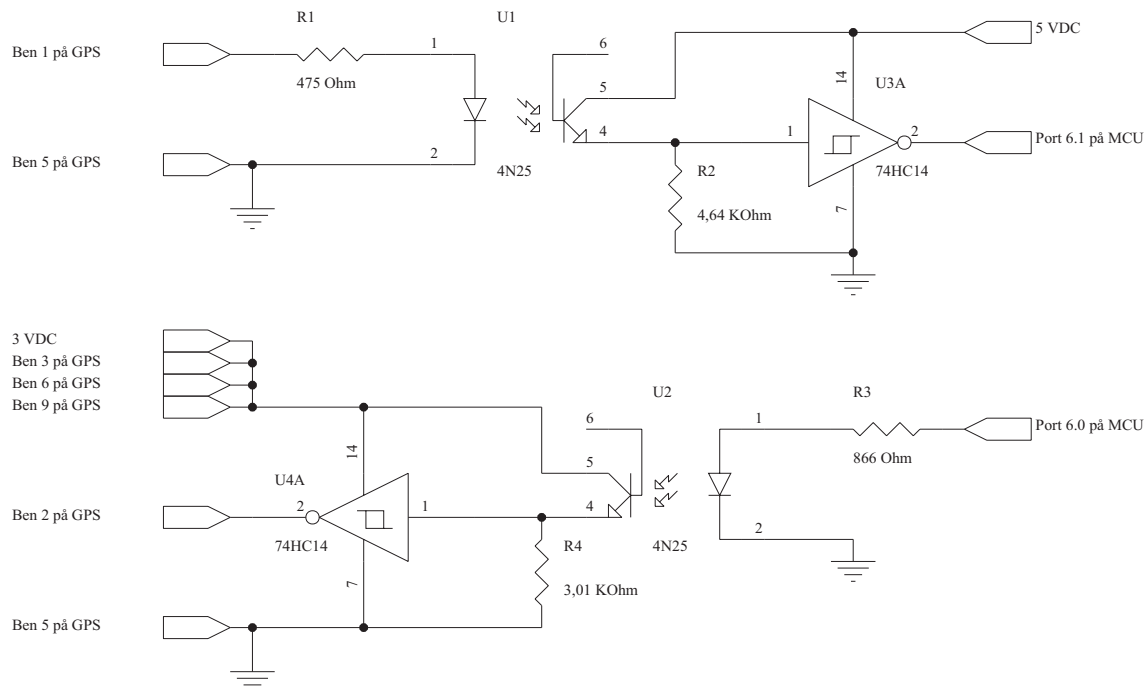 R1
U1
Ben 1 på GPS
1
6
5 VDC
475 Ohm
5
14
U3A
4
1
2
Port 6.1 på MCU
Ben 5 på GPS
2
4N25
R2
74HC14
4,64 KOhm
7
3 VDC
Ben 3 på GPS
Ben 6 på GPS
Ben 9 på GPS
U2
R3
6
1
Port 6.0 på MCU
14
5
866 Ohm
U4A
Ben 2 på GPS
2
1
4
2
74HC14
R4
4N25
7
3,01 KOhm
Ben 5 på GPS